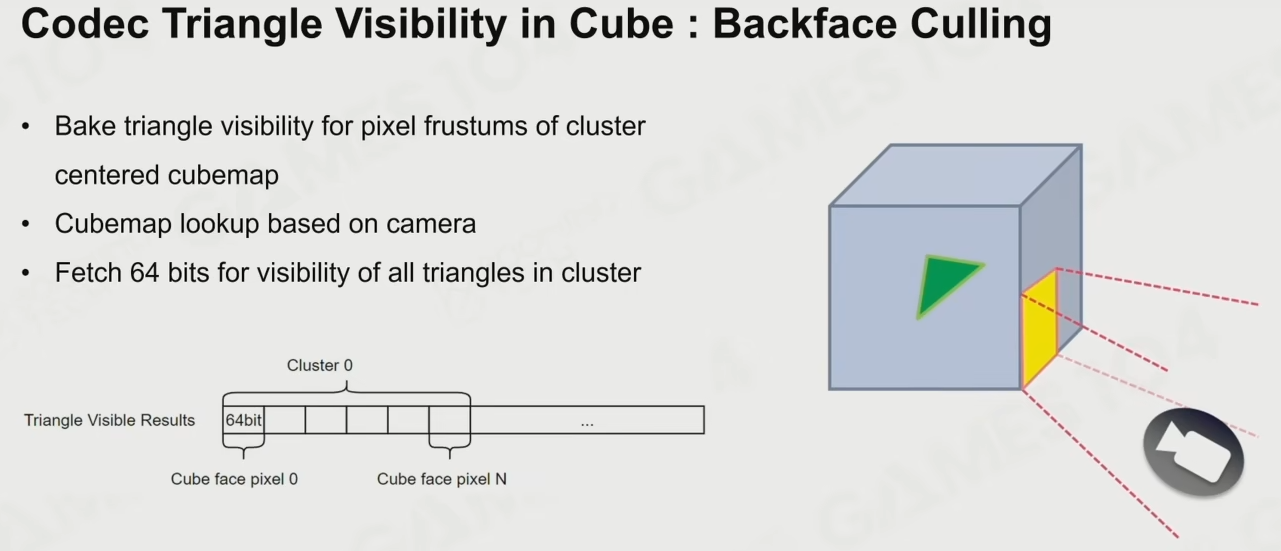 Codec Triangle Visibility in Cube : Backface Culling
• Bake triangle visibility for pixel frustums of cluster
centered cubemap
• Cubemap lookup based on camera
• Fetch 64 bits for visibility of all triangles in cluster
Cluster 0
Triangle Visible Results
64bit
...
Cube face pixel 0
Cube face pixel N
GAMES 104